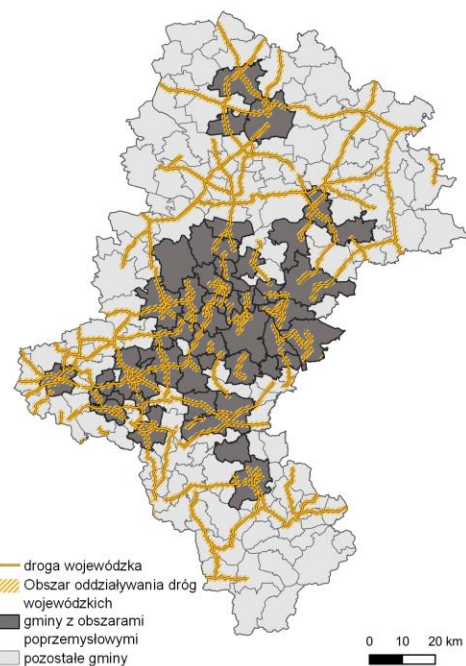 droga wojewódzka
Obszar oddziaływania dróg
wojewódzkich
gminy z obszarami
poprzemysłowymi
pozostałe gminy
0 10 20 km